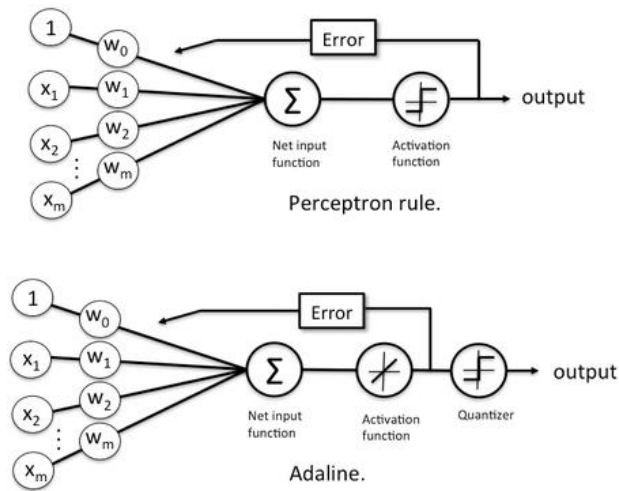 1
w0
Error
x1
w1
Σ
output
x2
w2
Net input
function
Activation
function
⋮
xm
wm
Perceptron rule.
1
w0
Error
x1
w1
Σ
output
x2
w2
Net input
function
Activation
function
Quantizer
⋮
xm
wm
Adaline.